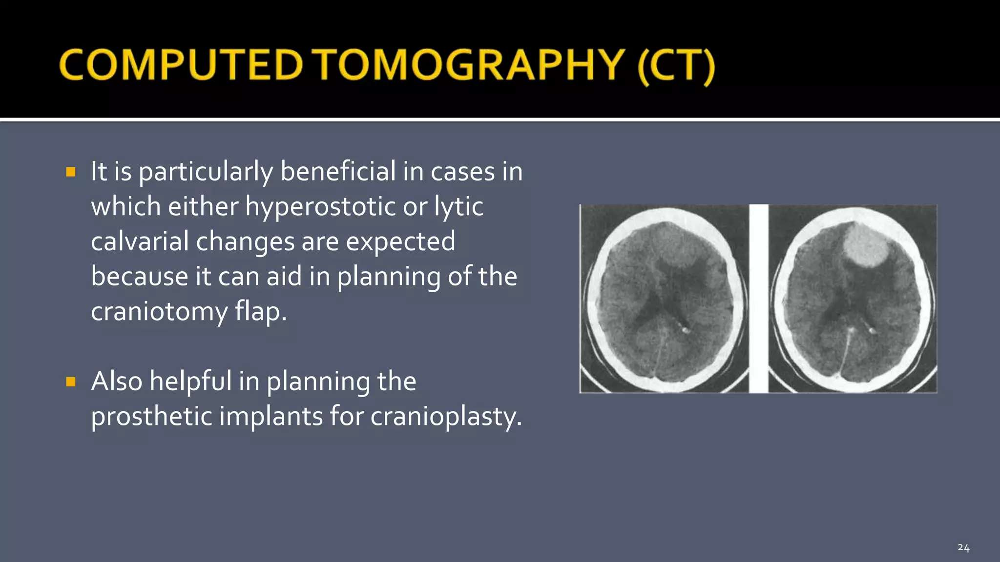 COMPUTED TOMOGRAPHY (CT)
▪ It is particularly beneficial in cases in
which either hyperostotic or lytic
calvarial changes are expected
because it can aid in planning of the
craniotomy flap.
▪ Also helpful in planning the
prosthetic implants for cranioplasty.
24